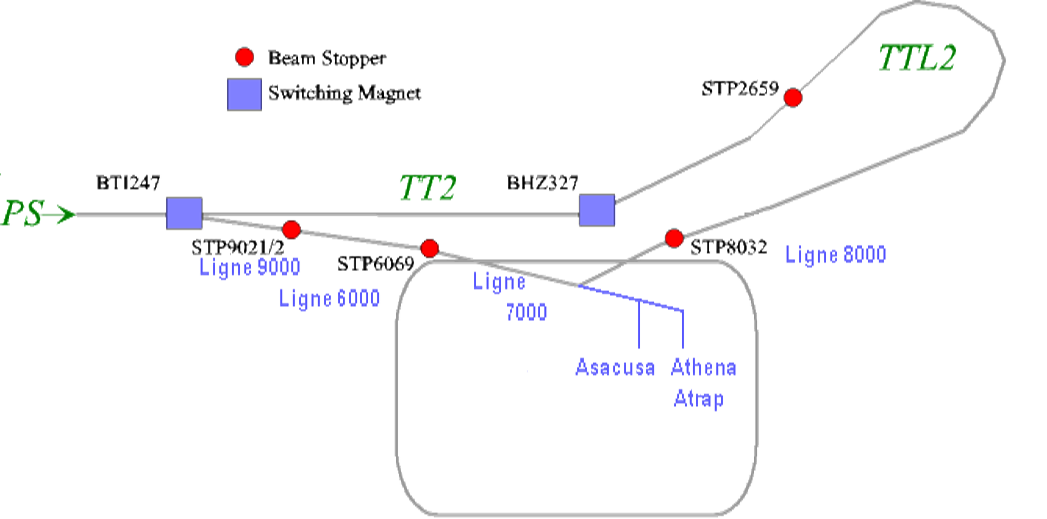 Beam Stopper
TTL2
STP2659
Switching Magnet
BTI247
TT2
BHZ327
PS
STP9021/2
STP8032
Ligne 8000
Ligne 9000
STP6069
Ligne 6000
Ligne
7000
Asacusa
Athena
Atrap